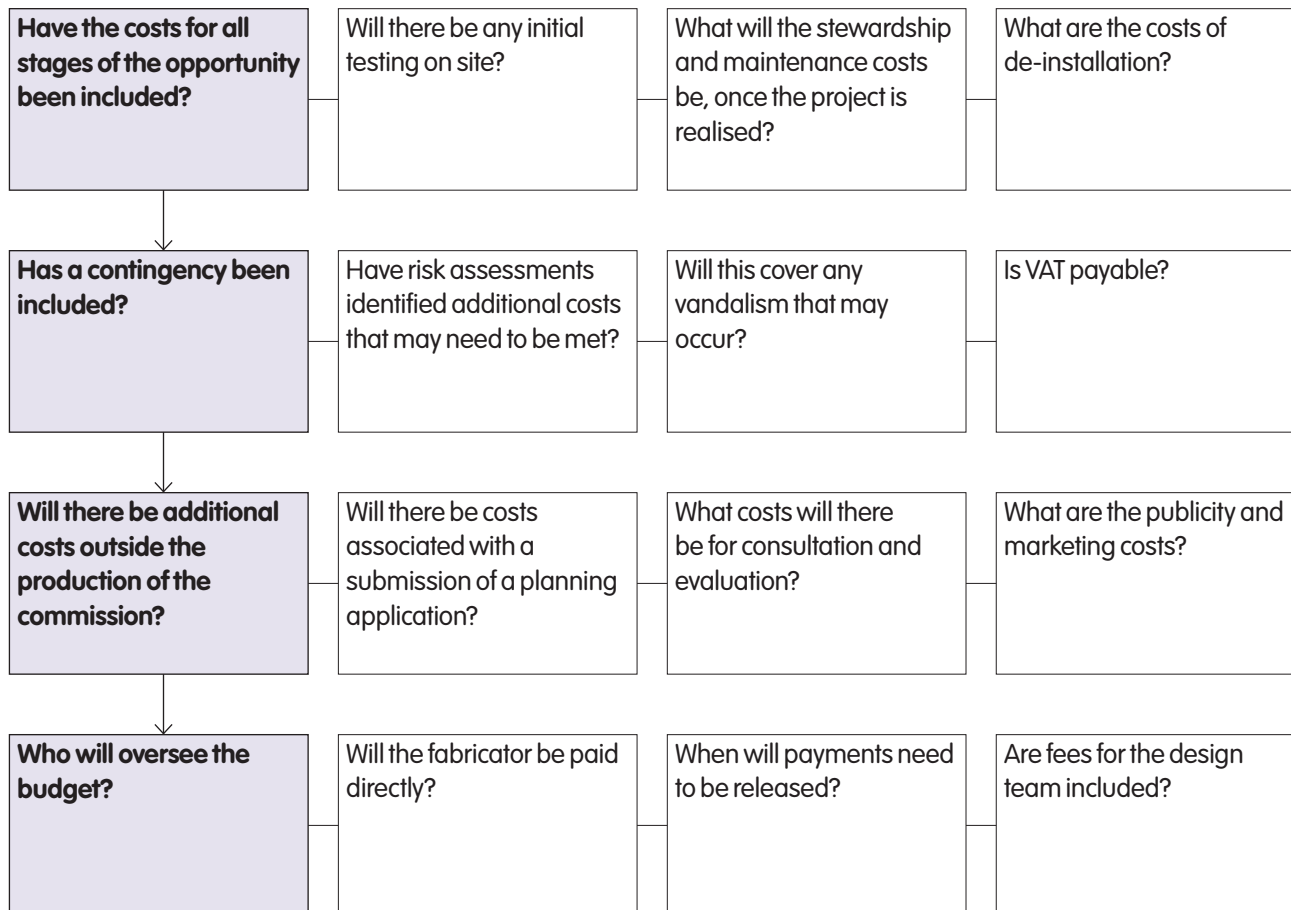 Have the costs for all
stages of the opportunity
been included?
Will there be any initial
testing on site?
What will the stewardship
and maintenance costs
be, once the project is
realised?
What are the costs of
de-installation?
Has a contingency been
included?
Have risk assessments
identified additional costs
that may need to be met?
Will this cover any
vandalism that may
occur?
Is VAT payable?
Will there be additional
costs outside the
production of the
commission?
Will there be costs
associated with a
submission of a planning
application?
What costs will there
be for consultation and
evaluation?
What are the publicity and
marketing costs?
Who will oversee the
budget?
Will the fabricator be paid
directly?
When will payments need
to be released?
Are fees for the design
team included?